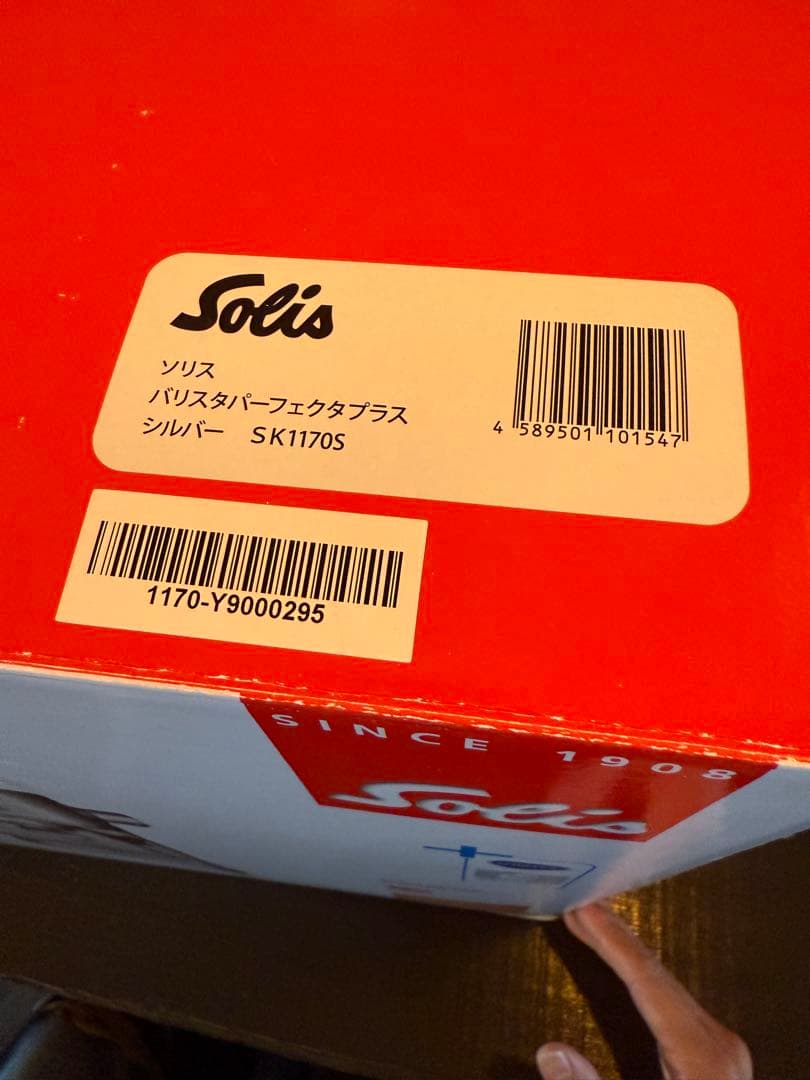 Solis
ソリス
バリスタパーフェクタプラス
シルバー　SK1170S
4 589501 101547
1170-Y9000295
SINCE 1908
Solis